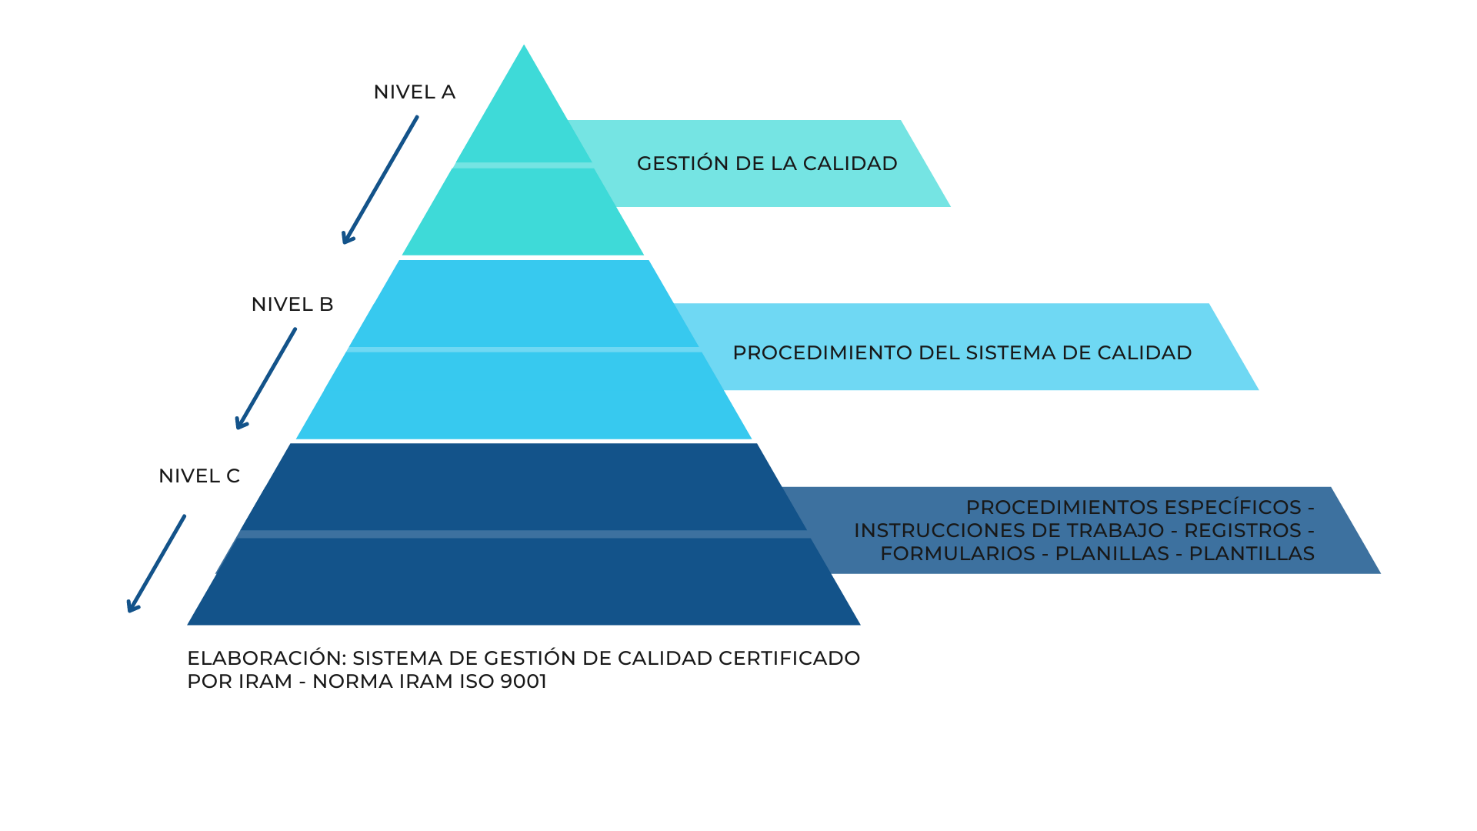 NIVEL A
GESTIÓN DE LA CALIDAD
NIVEL B
PROCEDIMIENTO DEL SISTEMA DE CALIDAD
NIVEL C
PROCEDIMIENTOS ESPECÍFICOS -
INSTRUCCIONES DE TRABAJO - REGISTROS -
FORMULARIOS - PLANILLAS - PLANTILLAS
ELABORACIÓN: SISTEMA DE GESTIÓN DE CALIDAD CERTIFICADO
POR IRAM - NORMA IRAM ISO 9001